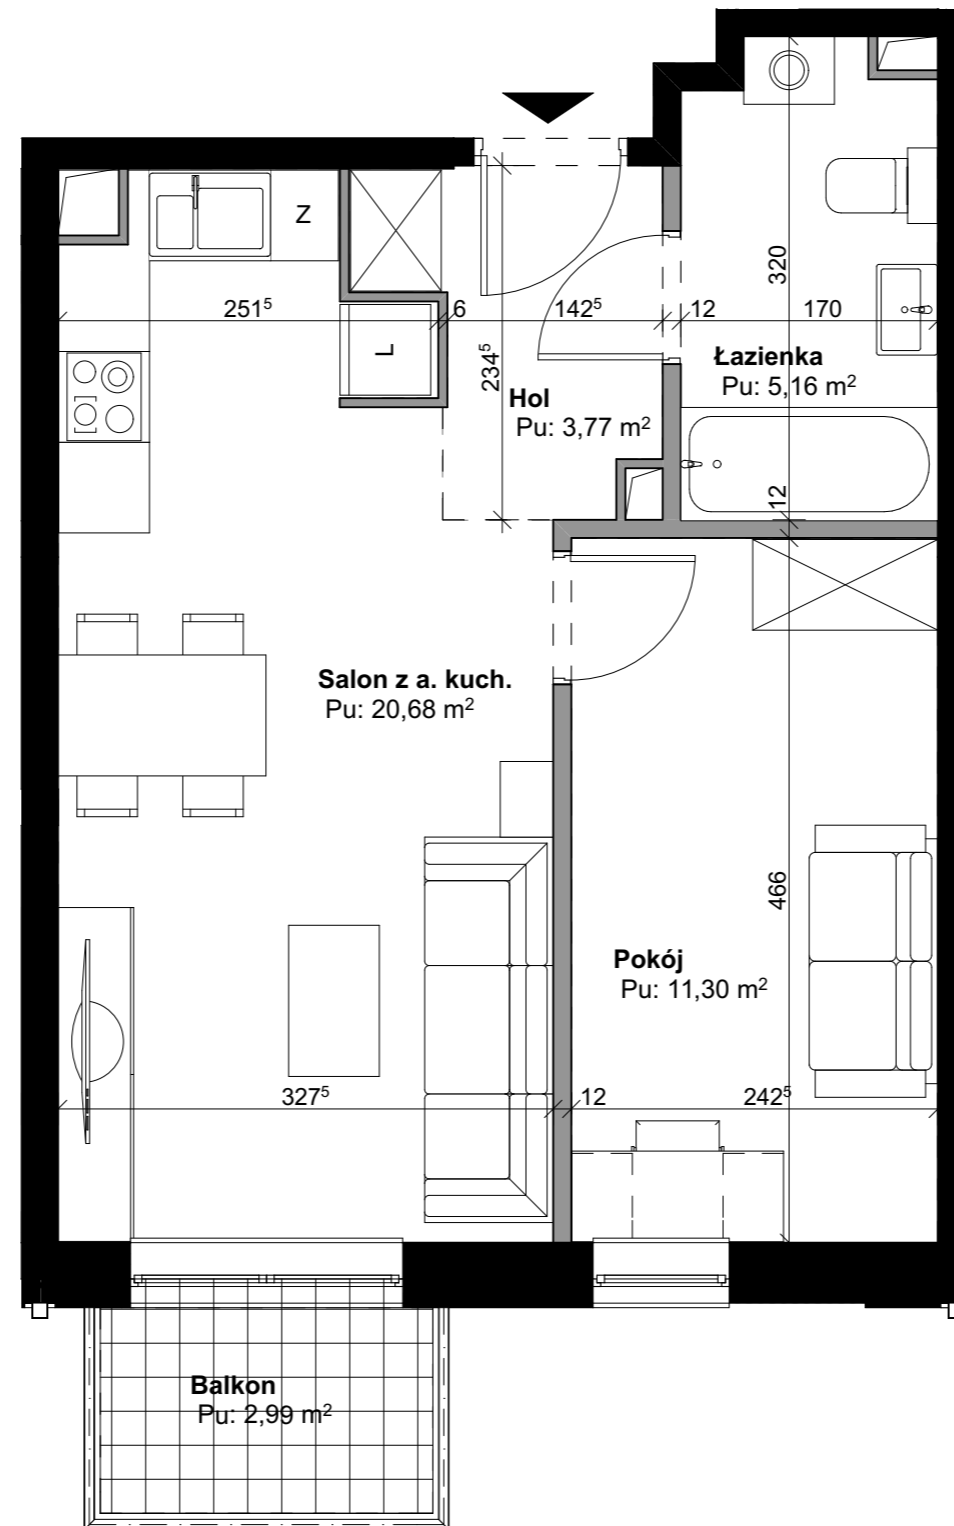 Z
320
251⁵
6
142⁵
12
170
L
234⁵
Łazienka
Pu: 5,16 m²
Hol
Pu: 3,77 m²
12
Salon z a. kuch.
Pu: 20,68 m²
466
Pokój
Pu: 11,30 m²
327⁵
12
242⁵
Balkon
Pu: 2,99 m²